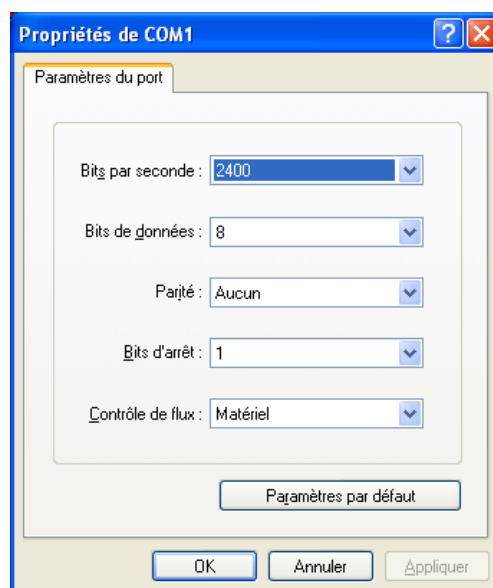 Propriétés de COM1
Paramètres du port
Bits par seconde : 2400
Bits de données : 8
Parité : Aucun
Bits d'arrêt : 1
Contrôle de flux : Matériel
Paramètres par défaut
OK Annuler Appliquer